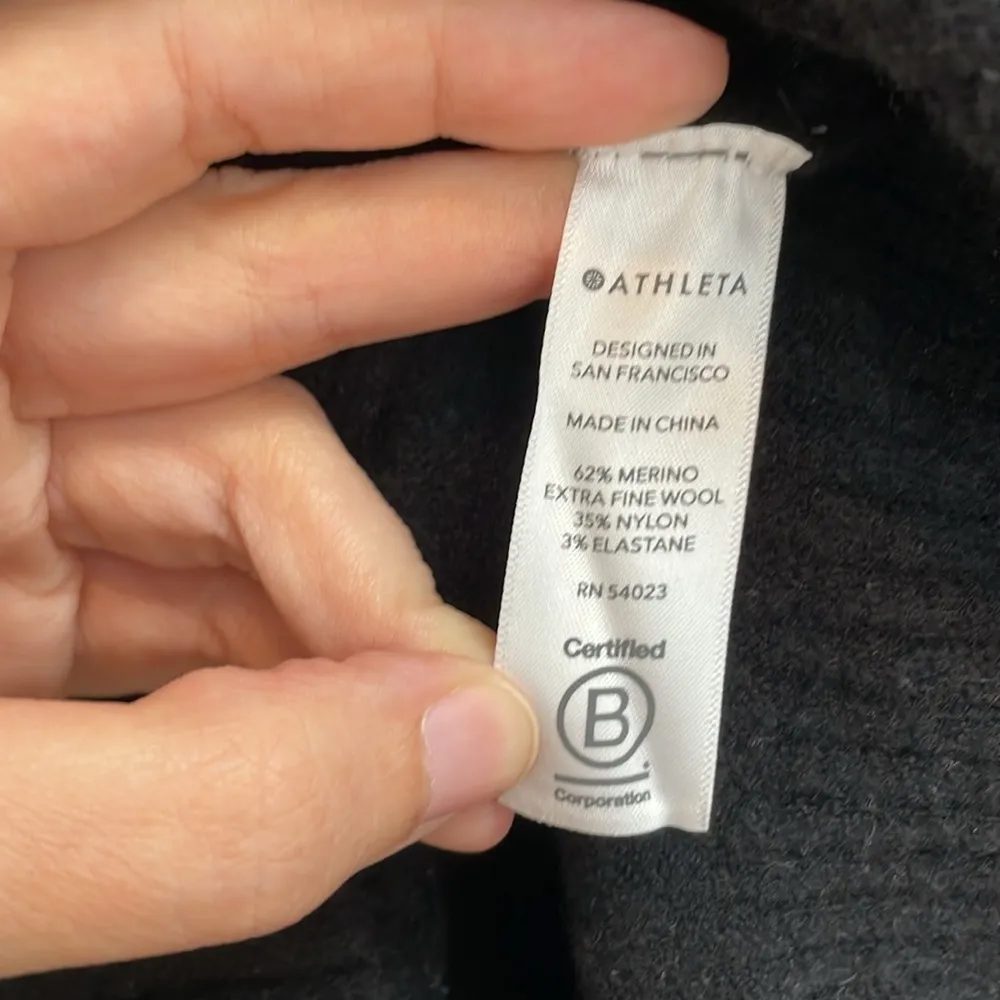 ATHLETA
DESIGNED IN
SAN FRANCISCO
MADE IN CHINA
62% MERINO
EXTRA FINE WOOL
35% NYLON
3% ELASTANE
RN 54023
Certified
B
Corporation